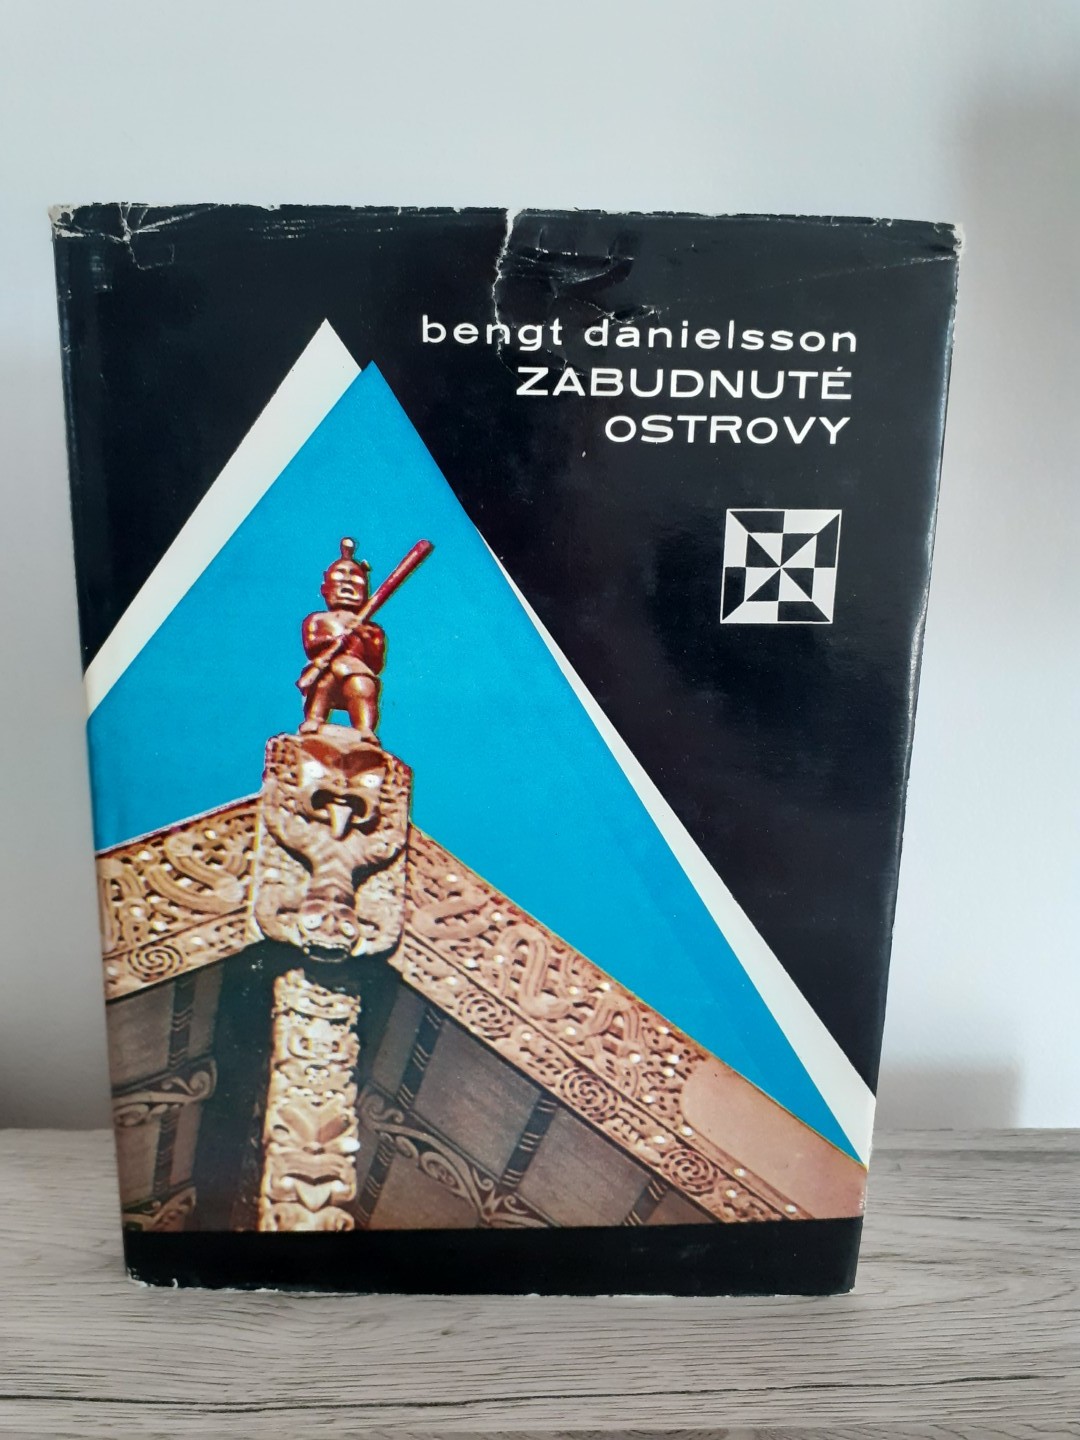 bengt danielsson
ZABUDNUTÉ
OSTROVY